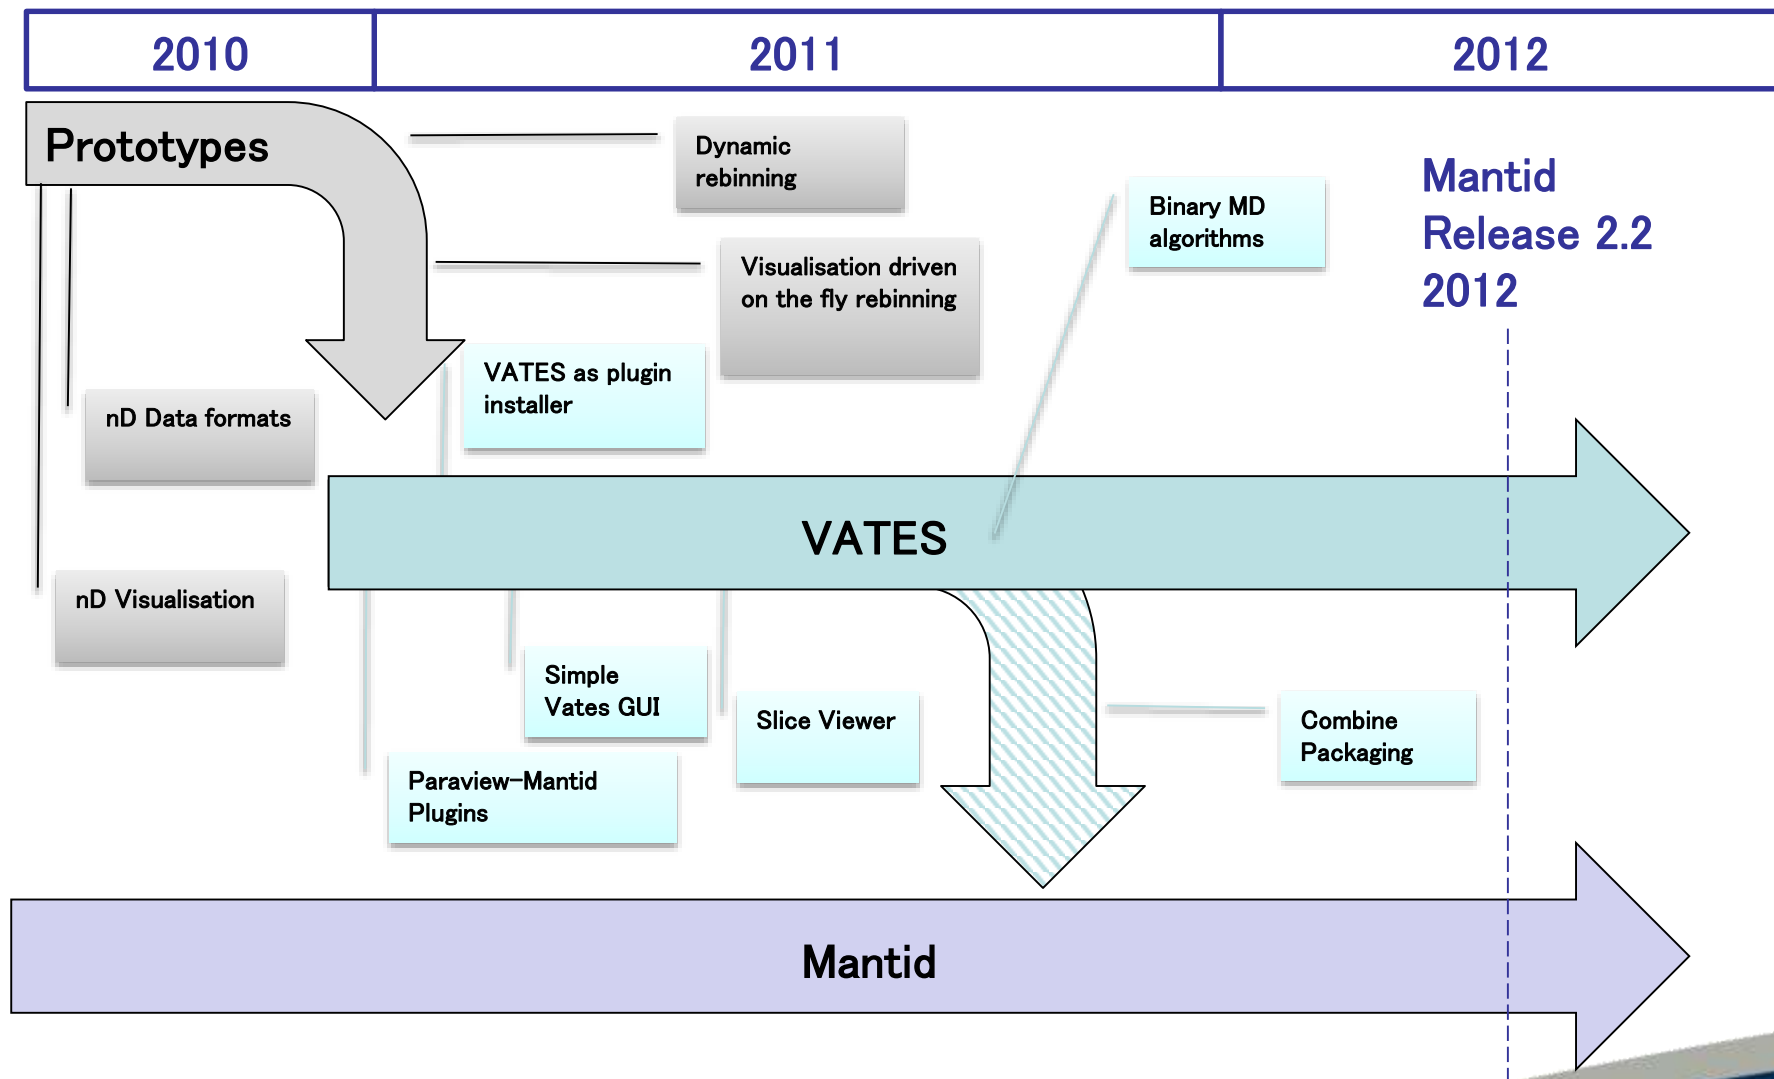 2010
2011
2012
Prototypes
Dynamic
rebinning
Binary MD
algorithms
Mantid
Release 2.2
2012
Visualisation driven
on the fly rebinning
VATES as plugin
installer
nD Data formats
VATES
nD Visualisation
Simple
Vates GUI
Slice Viewer
Combine
Packaging
Paraview-Mantid
Plugins
Mantid